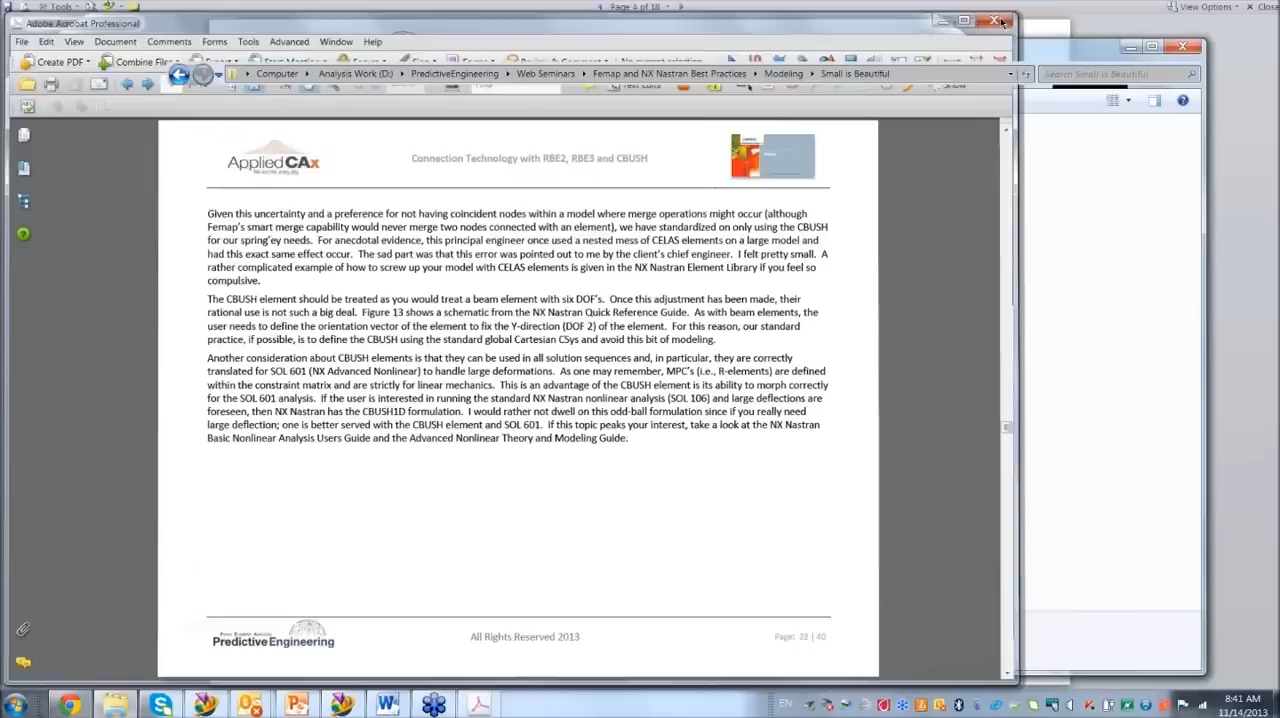 Tools
Page 4 of 18
View Options
Close
Adobe Acrobat Professional
File Edit View Document Comments Forms Tools Advanced Window Help
Create PDF
Combine Files
Computer Analysis Work (D:) PredictiveEngineering Web Seminars Femap and NX Nastran Best Practices Modeling Small is Beautiful
Search Small is Beautiful
Applied CAx
Connection Technology with RBE2, RBE3 and CBUSH
Given this uncertainty and a preference for not having coincident nodes within a model where merge operations might occur (although
Femap's smart merge capability would never merge two nodes connected with an element), we have standardized on only using the CBUSH
for our spring'ey needs. For anecdotal evidence, this principal engineer once used a nested mess of CELAS elements on a large model and
had this exact same effect occur. The sad part was that this error was pointed out to me by the client's chief engineer. I felt pretty small. A
rather complicated example of how to screw up your model with CELAS elements is given in the NX Nastran Element Library if you feel so
compulsive.
The CBUSH element should be treated as you would treat a beam element with six DOF's. Once this adjustment has been made, their
rational use is not such a big deal. Figure 13 shows a schematic from the NX Nastran Quick Reference Guide. As with beam elements, the
user needs to define the orientation vector of the element to fix the Y-direction (DOF 2) of the element. For this reason, our standard
practice, if possible, is to define the CBUSH using the standard global Cartesian CSys and avoid this bit of modeling.
Another consideration about CBUSH elements is that they can be used in all solution sequences and, in particular, they are correctly
translated for SOL 601 (NX Advanced Nonlinear) to handle large deformations. As one may remember, MPC's (i.e., R-elements) are defined
within the constraint matrix and are strictly for linear mechanics. This is an advantage of the CBUSH element is its ability to morph correctly
for the SOL 601 analysis. If the user is interested in running the standard NX Nastran nonlinear analysis (SOL 106) and large deflections are
foreseen, then NX Nastran has the CBUSH1D formulation. I would rather not dwell on this odd-ball formulation since if you really need
large deflection; one is better served with the CBUSH element and SOL 601. If this topic peaks your interest, take a look at the NX Nastran
Basic Nonlinear Analysis Users Guide and the Advanced Nonlinear Theory and Modeling Guide.
Predictive Engineering
All Rights Reserved 2013
Page: 23 | 40
EN
8:41 AM
11/14/2013